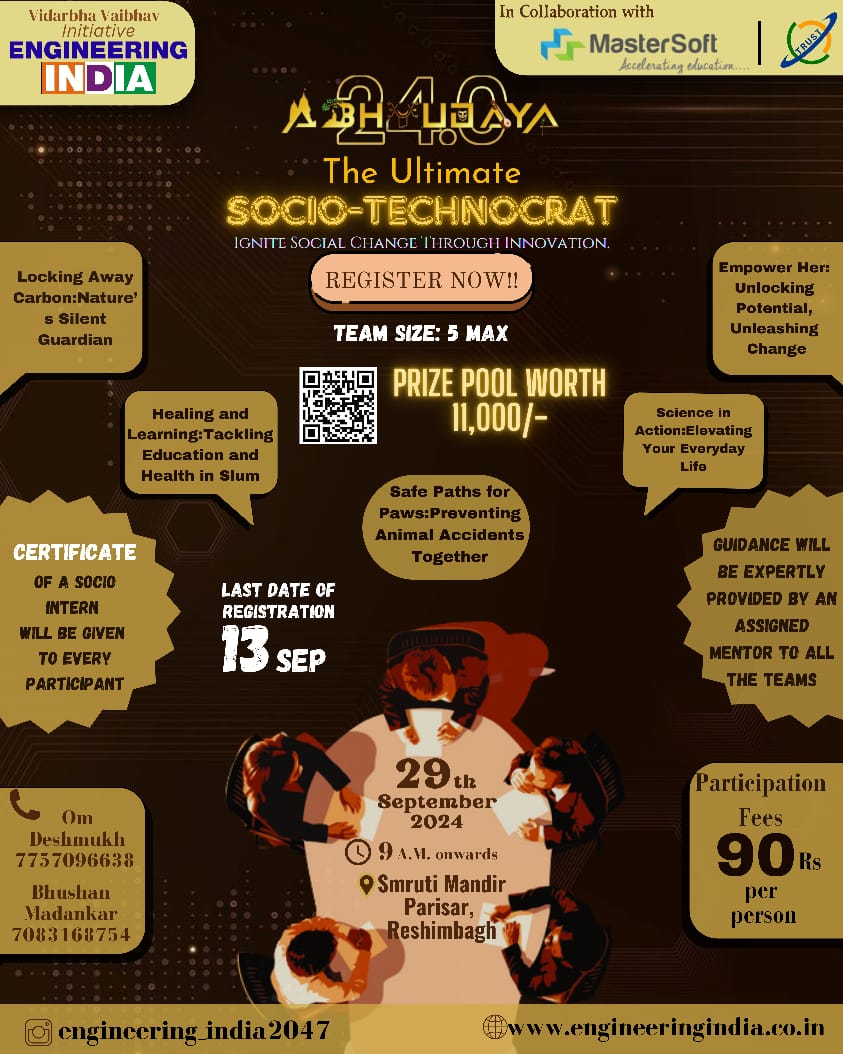 Vidarbha Vaibhav
Initiative
ENGINEERING
INDIA
In Collaboration with
MasterSoft
Accelerating education....
TRUST
ABHYUDAYA
24.0
The Ultimate
SOCIO-TECHNOCRAT
IGNITE SOCIAL CHANGE THROUGH INNOVATION.
REGISTER NOW!!
TEAM SIZE: 5 MAX
PRIZE POOL WORTH
11,000/-
Locking Away
Carbon:Nature'
s Silent
Guardian
Empower Her:
Unlocking
Potential,
Unleashing
Change
Healing and
Learning:Tackling
Education and
Health in Slum
Science in
Action:Elevating
Your Everyday
Life
Safe Paths for
Paws:Preventing
Animal Accidents
Together
CERTIFICATE
OF A SOCIO
INTERN
WILL BE GIVEN
TO EVERY
PARTICIPANT
LAST DATE OF
REGISTRATION
13 SEP
GUIDANCE WILL
BE EXPERTLY
PROVIDED BY AN
ASSIGNED
MENTOR TO ALL
THE TEAMS
29th
September
2024
9 A.M. onwards
Smruti Mandir
Parisar,
Reshimbagh
Om
Deshmukh
7757096638
Bhushan
Madankar
7083168754
Participation
Fees
90 Rs
per
person
engineering_india2047
www.engineeringindia.co.in